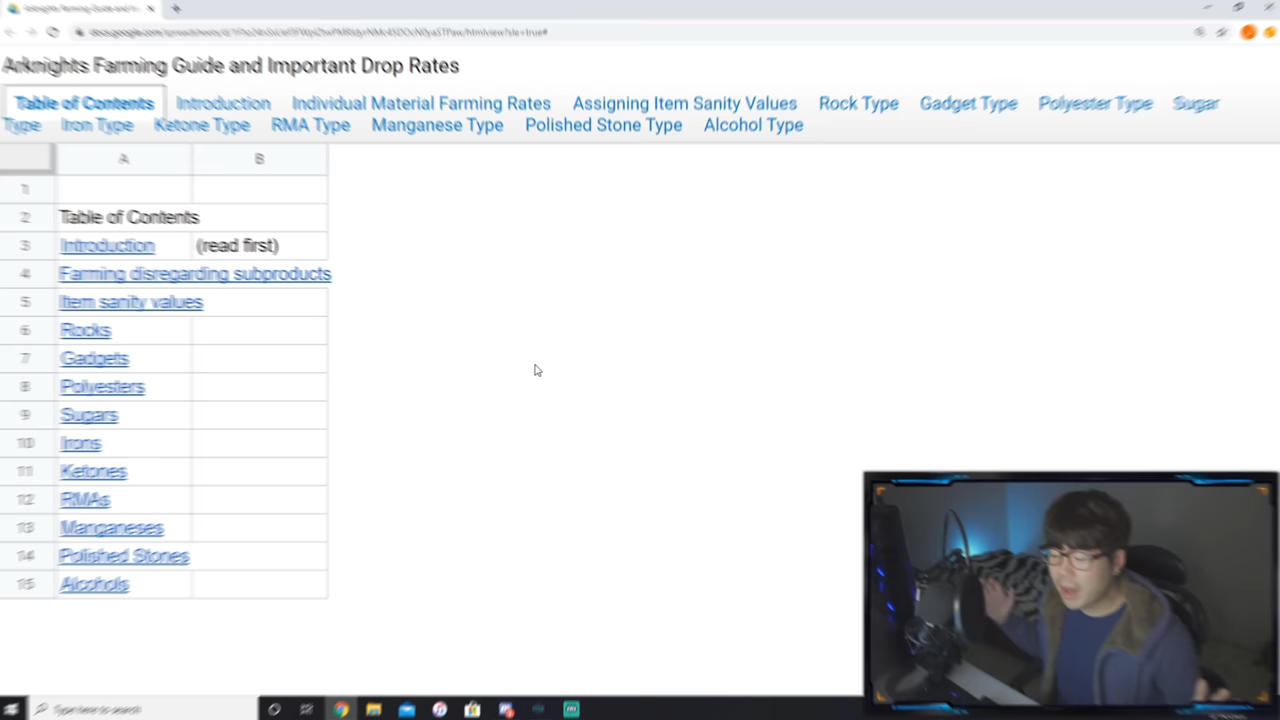 Arknights Farming Guide and Important Drop Rates
Table of Contents Introduction Individual Material Farming Rates Assigning Item Sanity Values Rock Type Gadget Type Polyester Type Sugar
Type Iron Type Ketone Type RMA Type Manganese Type Polished Stone Type Alcohol Type
A B
1
2 Table of Contents
3 Introduction (read first)
4 Farming disregarding subproducts
5 Item sanity values
6 Rocks
7 Gadgets
8 Polyesters
9 Sugars
10 Irons
11 Ketones
12 RMAs
13 Manganeses
14 Polished Stones
15 Alcohols
Type here to search